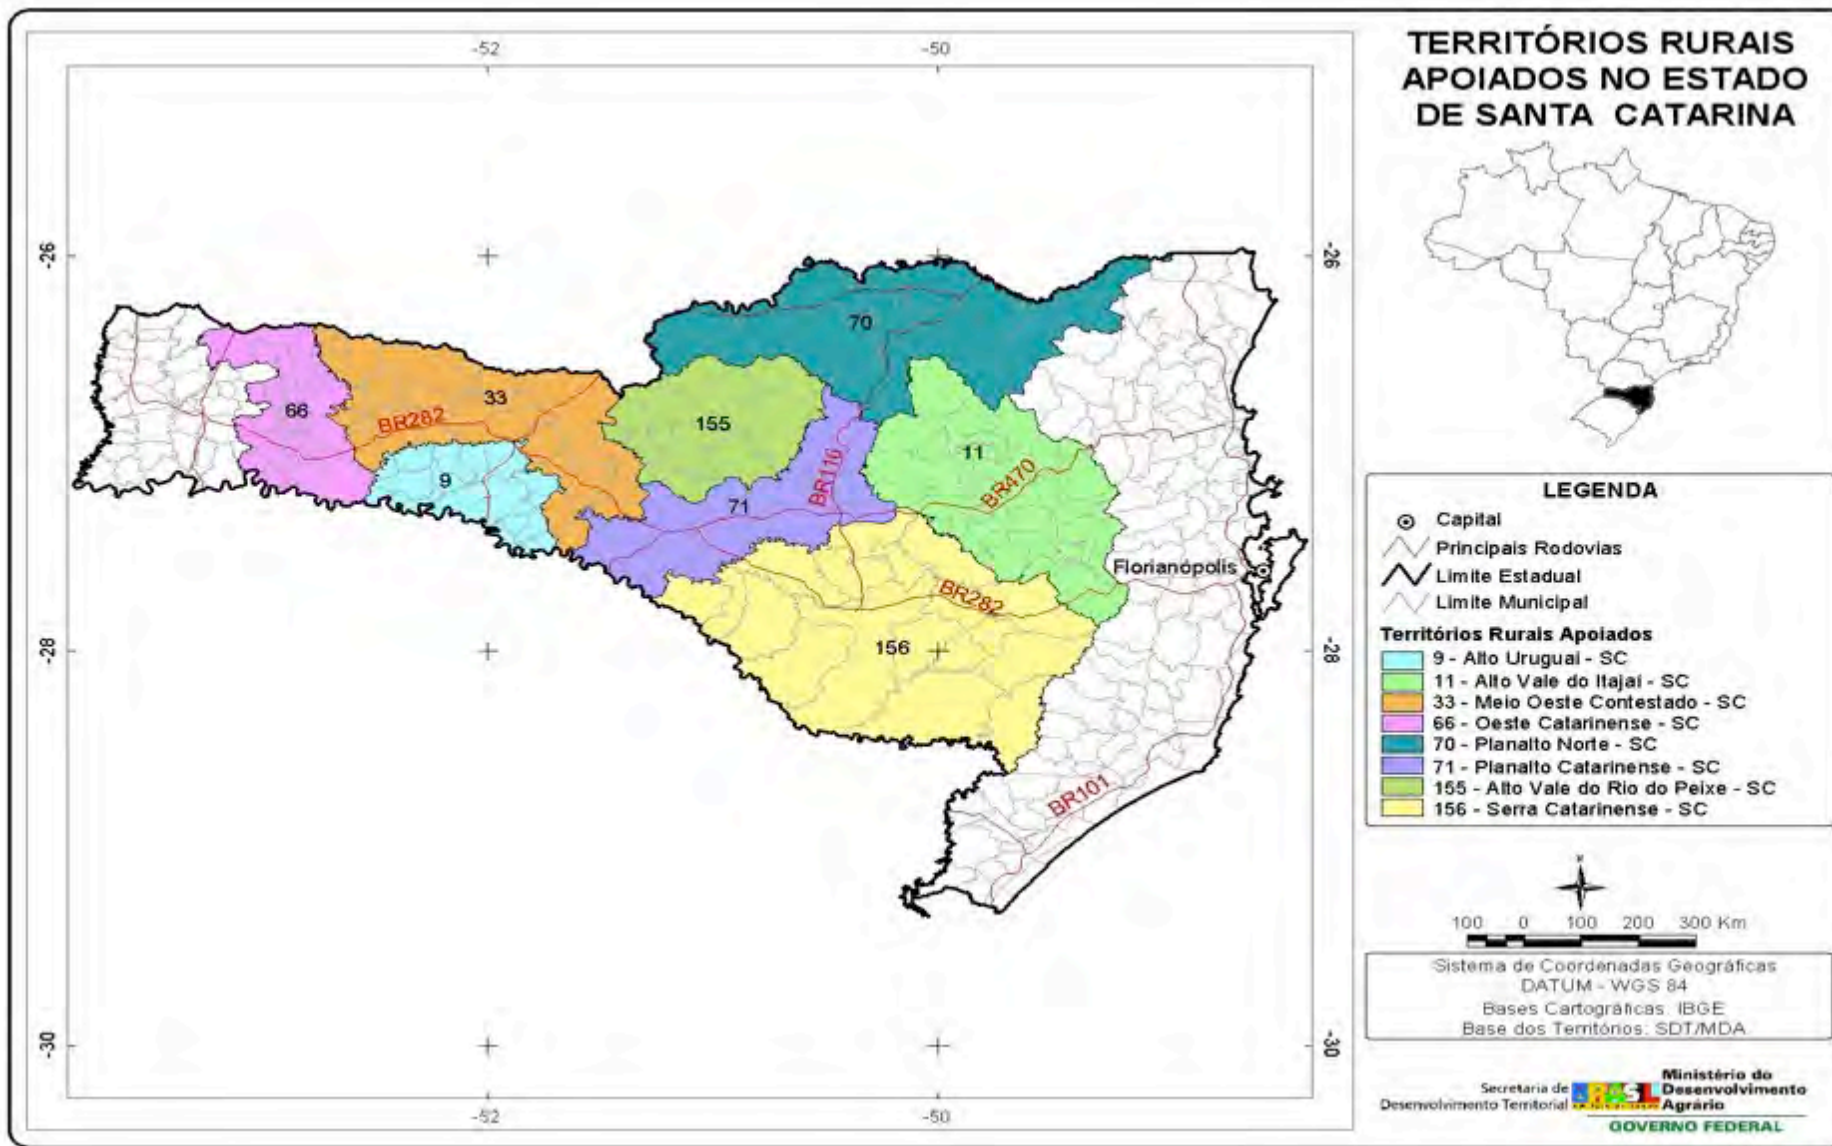 TERRITÓRIOS RURAIS
APOIADOS NO ESTADO
DE SANTA CATARINA
-52
-50
-26
-26
70
33
66
BR282
155
11
9
BR116
BR470
71
Florianópolis
BR282
156
-28
-28
BR101
-30
-30
-52
-50
LEGENDA
Capital
Principais Rodovias
Limite Estadual
Limite Municipal
Territórios Rurais Apoiados
9 - Alto Uruguai - SC
11 - Alto Vale do Itajaí - SC
33 - Meio Oeste Contestado - SC
66 - Oeste Catarinense - SC
70 - Planalto Norte - SC
71 - Planalto Catarinense - SC
155 - Alto Vale do Rio do Peixe - SC
156 - Serra Catarinense - SC
N
100 0 100 200 300 Km
Sistema de Coordenadas Geográficas
DATUM - WGS 84
Bases Cartográficas: IBGE
Base dos Territórios: SDT/MDA
Secretaria de
Desenvolvimento Territorial
BRASIL
Ministério do
Desenvolvimento
Agrário
GOVERNO FEDERAL